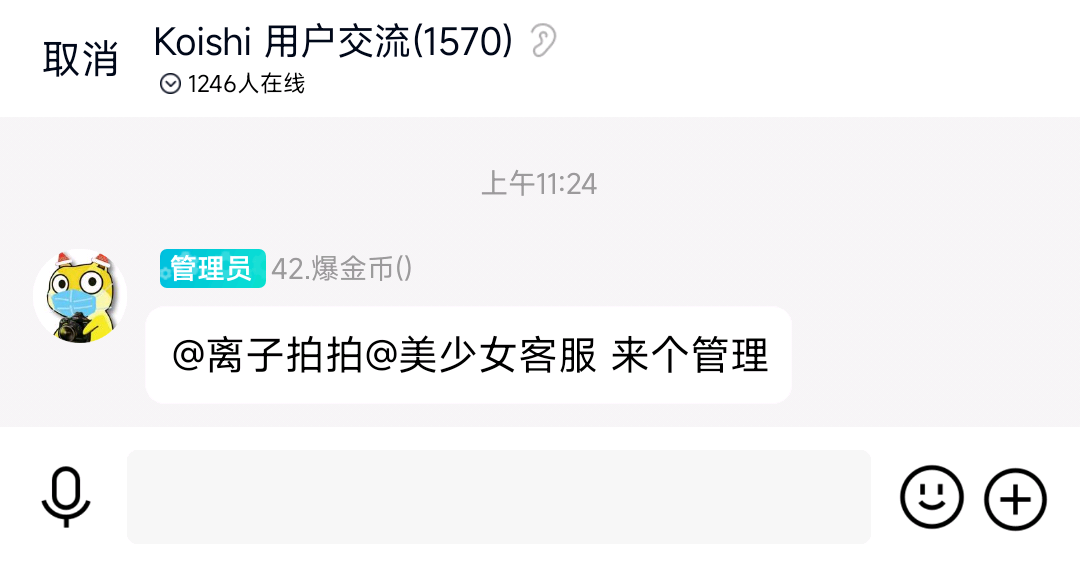 取消
Koishi 用户交流(1570)
1246人在线
上午11:24
管理员 42.爆金币()
@离子拍拍@美少女客服 来个管理